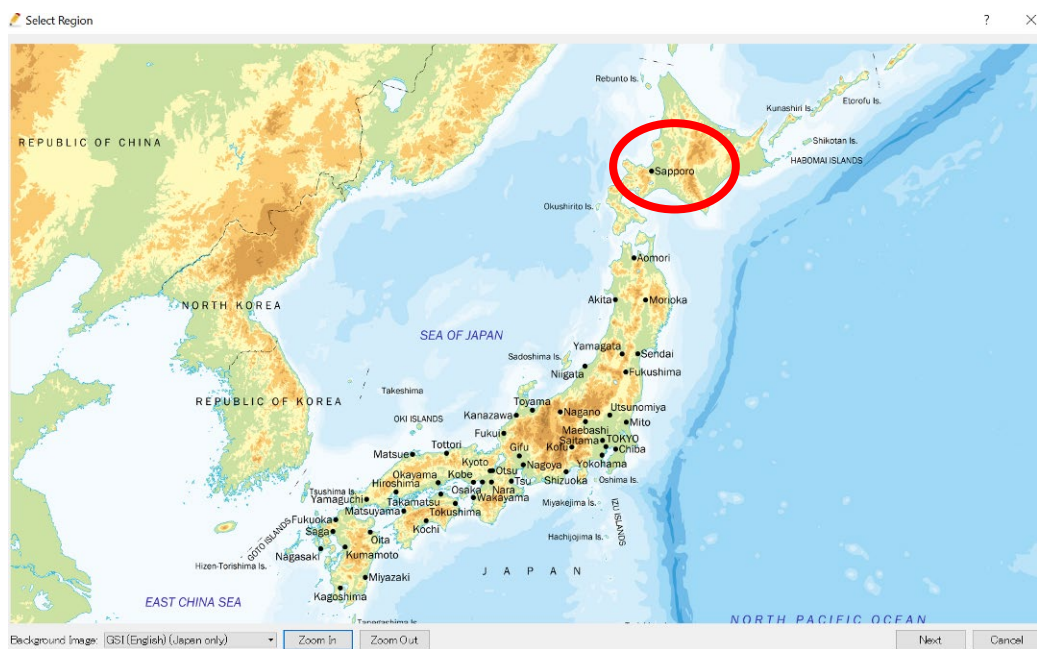 Select Region
?
Rebunto Is.
Etorofu Is.
Kunashiri Is.
REPUBLIC OF CHINA
Shikotan Is.
HABOMAI ISLANDS
Sapporo
Okushirito Is.
Aomori
NORTH KOREA
Akita
Morioka
SEA OF JAPAN
Yamagata
Sendai
Sadoshima Is.
Niigata
Fukushima
Takeshima
REPUBLIC OF KOREA
Toyama
Utsunomiya
Kanazawa
Nagano
OKI ISLANDS
Mito
Maebashi
Fukui
Saitama
TOKYO
Tottori
Gifu
Kofu
Chiba
Matsue
Kyoto
Otsu
Nagoya
Yokohama
Okayama
Kobe
Tsu
Shizuoka
Oshima Is.
Hiroshima
Osaka
Nara
Tsushima Is.
Yamaguchi
Takamatsu
Wakayama
Miyakejima Is.
IZU ISLANDS
Matsuyama
Tokushima
Fukuoka
GOTO ISLANDS
Saga
Kochi
Oita
Hachijojima Is.
Nagasaki
Kumamoto
Hizen-Torishima Is.
JAPAN
Miyazaki
Kagoshima
EAST CHINA SEA
NORTH PACIFIC OCEAN
Background Image: GSI (English) (Japan only)
Zoom In
Zoom Out
Next
Cancel